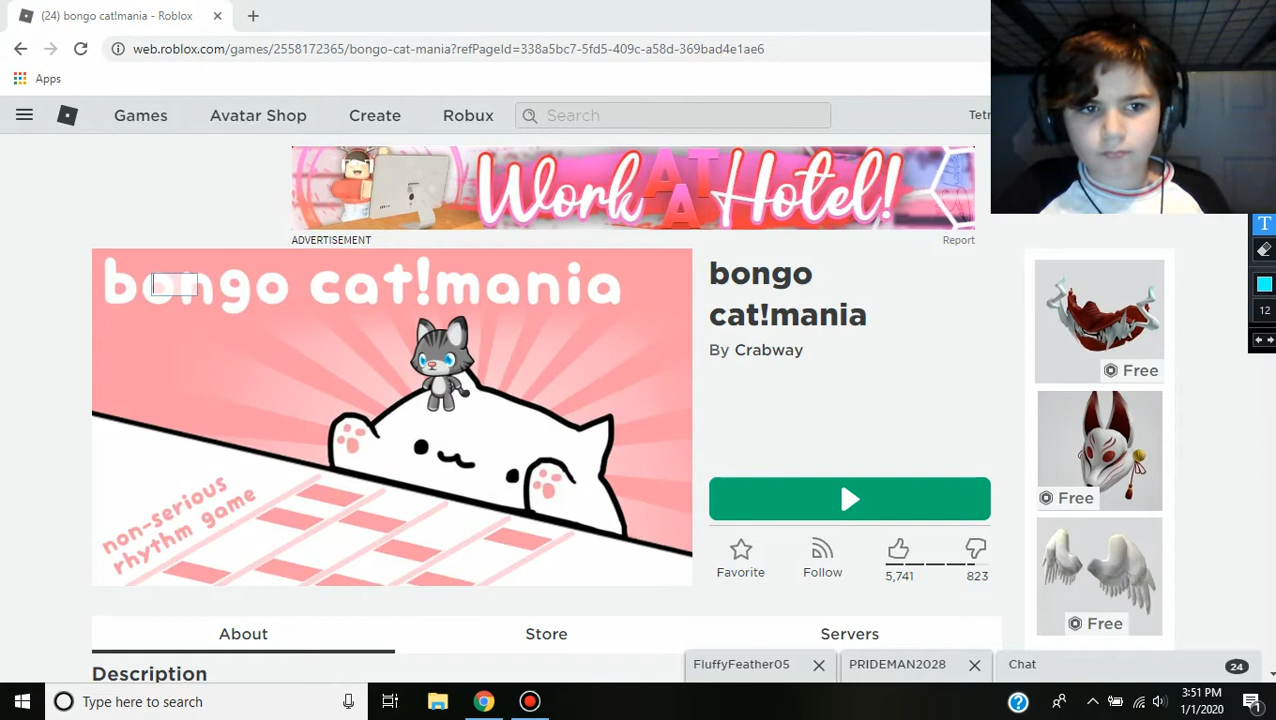 (24) bongo cat!mania - Roblox
web.roblox.com/games/2558172365/bongo-cat-mania?refPageId=338a5bc7-5fd5-409c-a58d-369bad4e1ae6
Apps
Games
Avatar Shop
Create
Robux
Search
Tetr
Work AT A Hotel!
ADVERTISEMENT
Report
bongo cat!mania
non-serious
rhythm game
bongo
cat!mania
By Crabway
Favorite
Follow
5,741
823
Free
Free
Free
T
12
About
Store
Servers
Description
FluffyFeather05
PRIDEMAN2028
Chat
24
Type here to search
3:51 PM
1/1/2020
1